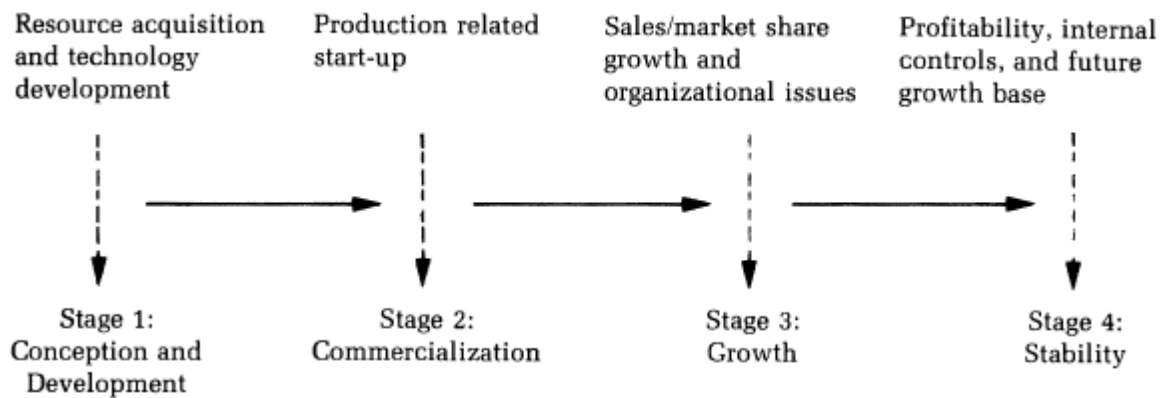 Resource acquisition
and technology
development
Production related
start-up
Sales/market share
growth and
organizational issues
Profitability, internal
controls, and future
growth base
Stage 1:
Conception and
Development
Stage 2:
Commercialization
Stage 3:
Growth
Stage 4:
Stability